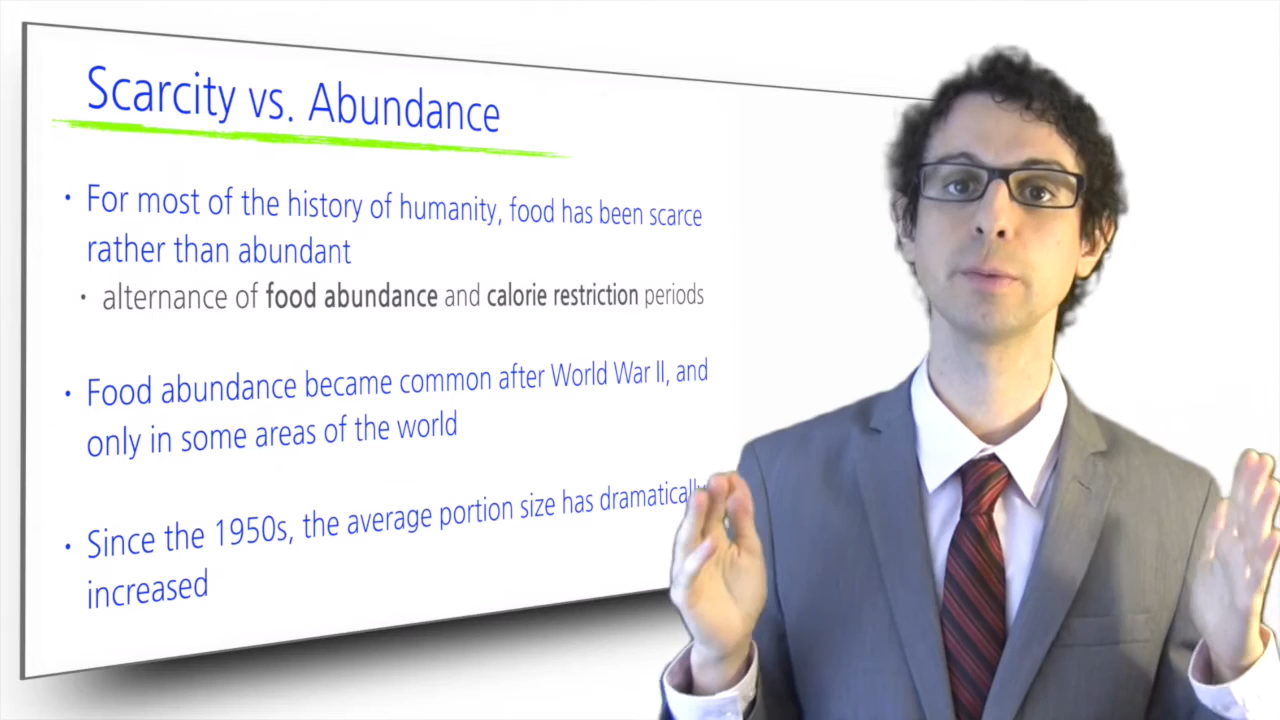 Scarcity vs. Abundance
• For most of the history of humanity, food has been scarce
rather than abundant
• alternance of food abundance and calorie restriction periods
• Food abundance became common after World War II, and
only in some areas of the world
• Since the 1950s, the average portion size has dramatically
increased